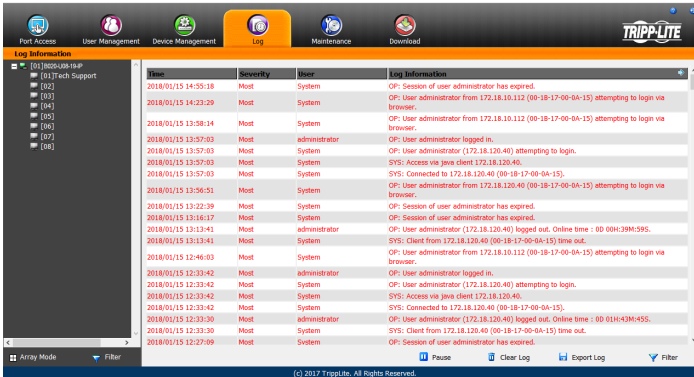 Port Access User Management Device Management Log Maintenance Download
TRIPP·LITE
Log Information
[01]B020-U08-19-IP
[01]Tech Support
[02]
[03]
[04]
[05]
[06]
[07]
[08]
Time Severity User Log Information
2018/01/15 14:55:18 Most System OP: Session of user administrator has expired.
2018/01/15 14:23:29 Most System OP: User administrator from 172.18.10.112 (00-18-17-00-0A-15) attempting to login via
browser.
2018/01/15 13:58:14 Most System OP: User administrator from 172.18.10.112 (00-1B-17-00-0A-15) attempting to login via
browser.
2018/01/15 13:57:03 Most administrator OP: User administrator logged in.
2018/01/15 13:57:03 Most System OP: User administrator (172.18.120.40) attempting to login.
2018/01/15 13:57:03 Most System SYS: Access via java client 172.18.120.40.
2018/01/15 13:57:03 Most System SYS: Connected to 172.18.120.40 (00-1B-17-00-0A-15).
2018/01/15 13:56:51 Most System OP: User administrator from 172.18.120.40 (00-1B-17-00-0A-15) attempting to login via
browser.
2018/01/15 13:22:39 Most System OP: Session of user administrator has expired.
2018/01/15 13:16:17 Most System OP: Session of user administrator has expired.
2018/01/15 13:13:41 Most administrator OP: User administrator (172.18.120.40) logged out. Online time : 0D 00H:39M:59S.
2018/01/15 13:13:41 Most System SYS: Client from 172.18.120.40 (00-1B-17-00-0A-15) time out.
2018/01/15 12:46:03 Most System OP: User administrator from 172.18.10.112 (00-1B-17-00-0A-15) attempting to login via
browser.
2018/01/15 12:33:42 Most administrator OP: User administrator logged in.
2018/01/15 12:33:42 Most System OP: User administrator (172.18.120.40) attempting to login.
2018/01/15 12:33:42 Most System SYS: Access via java client 172.18.120.40.
2018/01/15 12:33:42 Most System SYS: Connected to 172.18.120.40 (00-1B-17-00-0A-15).
2018/01/15 12:33:30 Most administrator OP: User administrator (172.18.120.40) logged out. Online time : 0D 01H:43M:45S.
2018/01/15 12:33:30 Most System SYS: Client from 172.18.120.40 (00-1B-17-00-0A-15) time out.
2018/01/15 12:27:09 Most System OP: Session of user administrator has expired.
Array Mode Filter Pause Clear Log Export Log Filter
(c) 2017 TrippLite. All Rights Reserved.